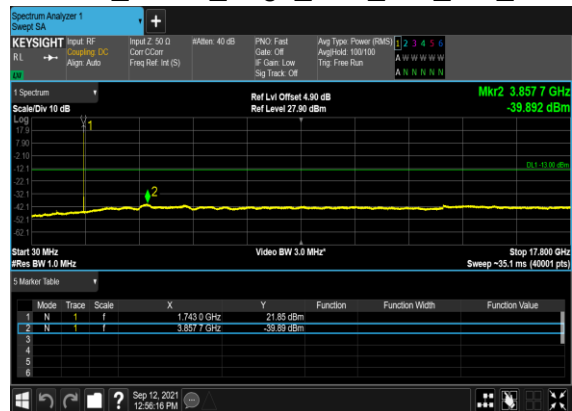 Spectrum Analyzer 1
Swept SA
KEYSIGHT Input: RF Input Z: 50 Ω #Atten: 40 dB PNO: Fast Avg Type: Power (RMS) 1 2 3 4 5 6
RL Coupling: DC Corr CCorr Gate: Off Avg|Hold: 100/100 A W W W W W
Align: Auto Freq Ref: Int (S) IF Gain: Low Trig: Free Run
LW Sig Track: Off A N N N N N
1 Spectrum Ref Lvl Offset 4.90 dB Mkr2 3.857 7 GHz
Scale/Div 10 dB Ref Level 27.90 dBm -39.892 dBm
Log
17.9 1
7.90
-2.10
-12.1 DL1 -13.00 dBm
-22.1
-32.1 2
-42.1
-52.1
-62.1
Start 30 MHz Video BW 3.0 MHz* Stop 17.800 GHz
#Res BW 1.0 MHz Sweep ~35.1 ms (40001 pts)
5 Marker Table
Mode Trace Scale X Y Function Function Width Function Value
1 N 1 f 1.743 0 GHz 21.85 dBm
2 N 1 f 3.857 7 GHz -39.89 dBm
3
4
5
6
? Sep 12, 2021
12:56:16 PM